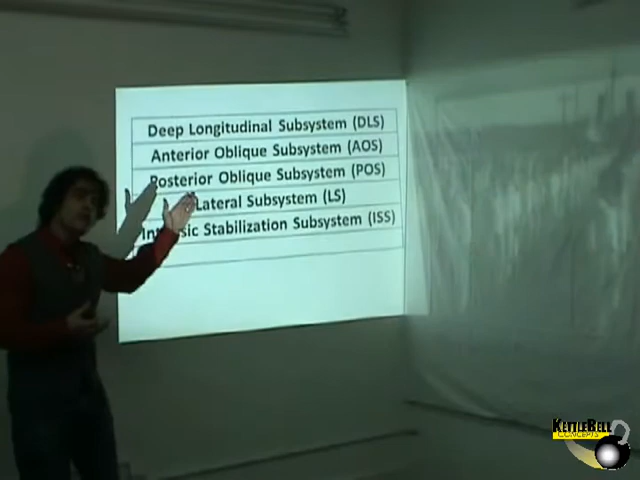 Deep Longitudinal Subsystem (DLS)
Anterior Oblique Subsystem (AOS)
Posterior Oblique Subsystem (POS)
Lateral Subsystem (LS)
Stabilization Subsystem (ISS)
KETTLEBELL
CONCEPTS